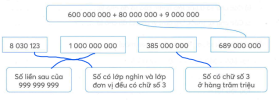 600 000 000 + 80 000 000 + 9 000 000
8 030 123
1 000 000 000
385 000 000
689 000 000
Số liền sau của
999 999 999
Số có lớp nghìn và lớp
đơn vị đều có chữ số 3
Số có chữ số 3
ở hàng trăm triệu